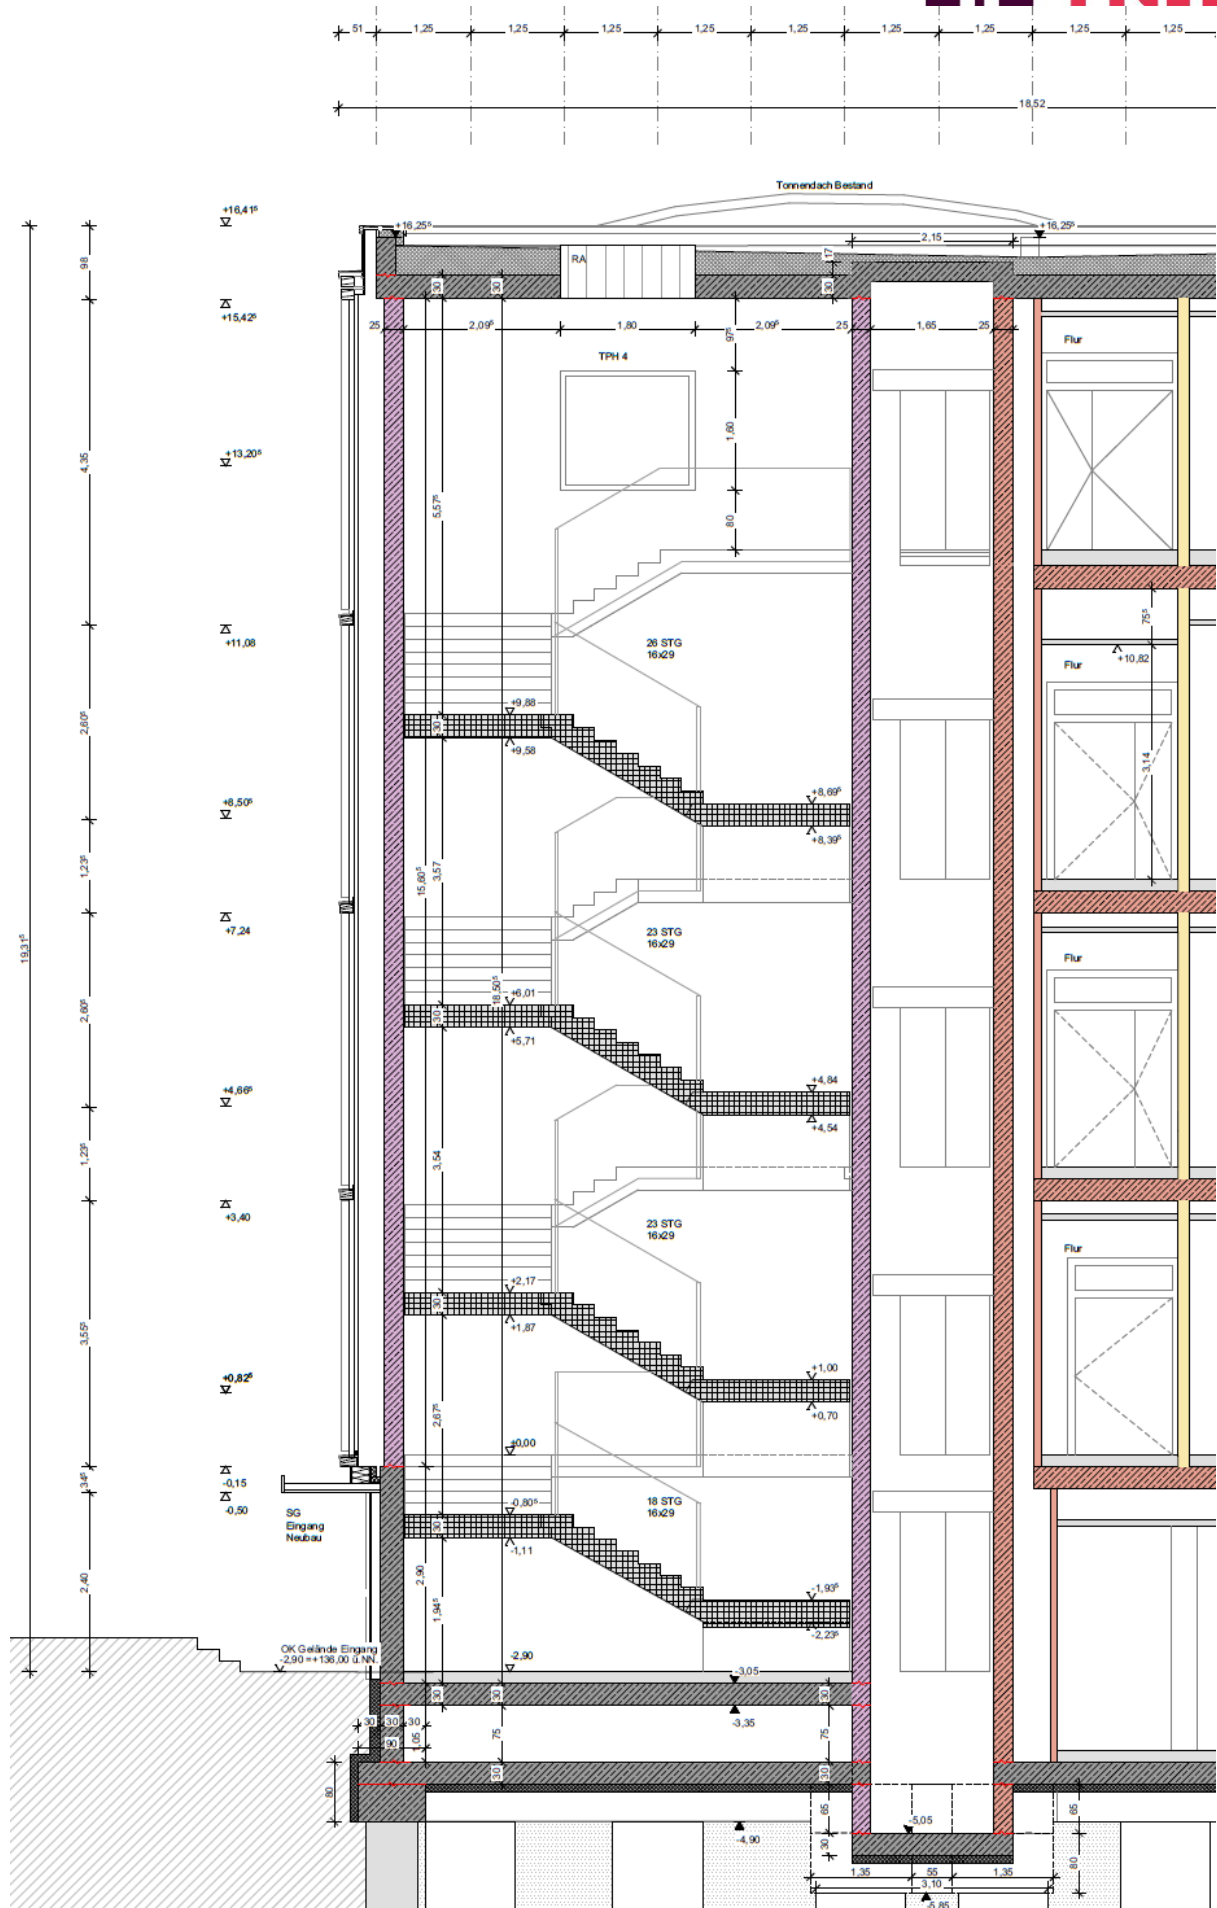 51 1,25 1,25 1,25 1,25 1,25 1,25 1,25 1,25 1,25
18,52
Tonnendach Bestand
+16,41⁵
+16,25⁵ +16,25⁵
2,15
98
RA
17
30 30 30
+15,42⁵
25 2,09⁵ 1,80 2,09⁵ 25 1,65 25
97⁵
Flur
TPH 4
1,60
+13,20⁵
4,35
5,57⁵
80
75⁵
+11,08
26 STG
16x29
+10,82
Flur
+9,88
30
+9,58
2,60⁵
3,14
+8,50⁵
+8,69⁵
+8,39⁵
1,23⁵
15,60⁵
3,57
+7,24
23 STG
16x29
19,31⁵
Flur
18,50⁵
+6,01
30
+5,71
2,60⁵
+4,66⁵
+4,84
+4,54
1,23⁵
3,54
+3,40
23 STG
16x29
Flur
+2,17
30
+1,87
3,55⁵
+0,82⁵
+1,00
+0,70
2,67⁵
±0,00
34⁵
-0,15
-0,50
SG
Eingang
Neubau
-0,80⁵
18 STG
16x29
30
-1,11
2,40
2,90
1,94⁵
-1,93⁵
-2,23⁵
OK Gelände Eingang
-2,90 =+136,00 ü.NN.
-2,90
-3,05
30 30 30
-3,35
30 30 30
90
1,05
75 75
80
30 30
65 65
-5,05
-4,90
30
80
1,35 55 1,35
3,10
-5,85